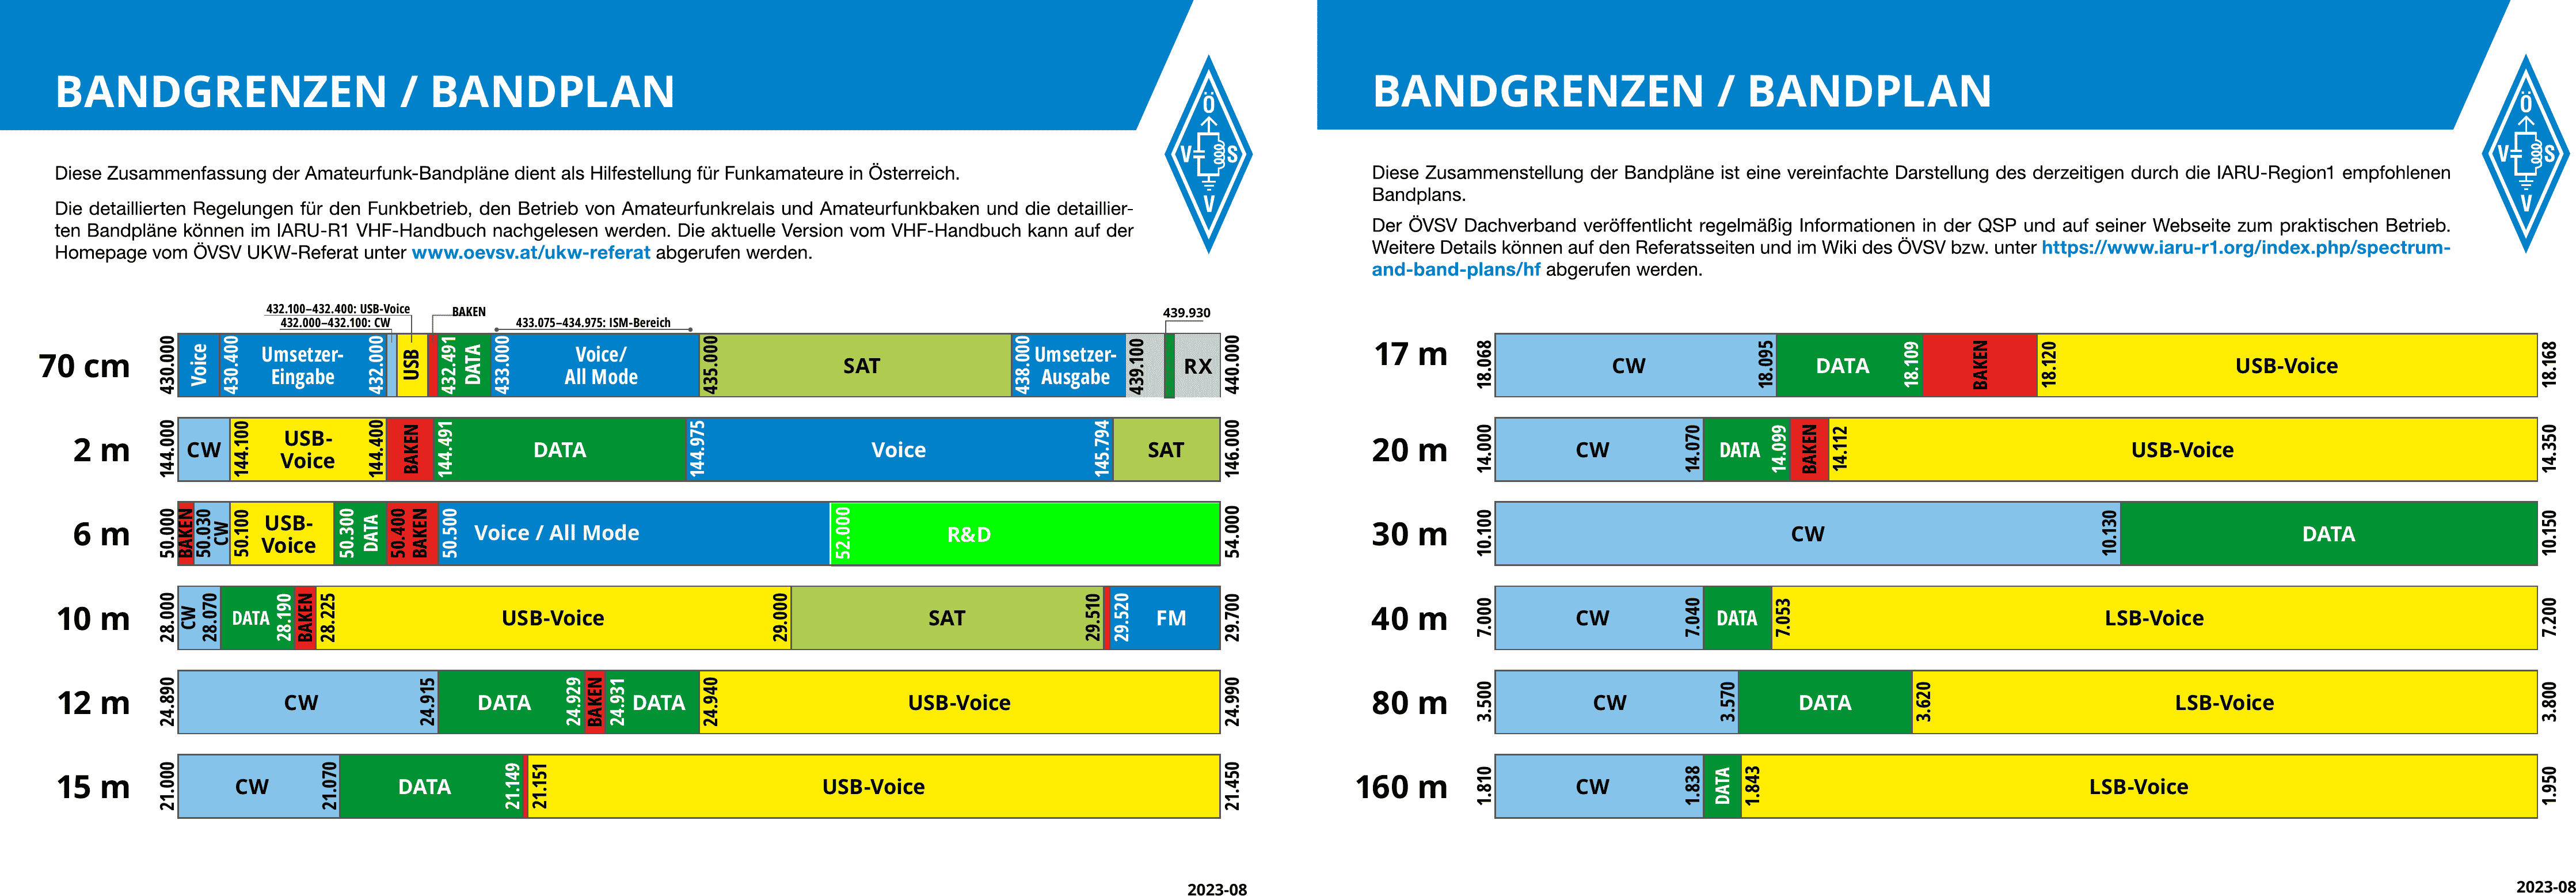 BANDGRENZEN / BANDPLAN
Ö
V
S
V
Diese Zusammenfassung der Amateurfunk-Bandpläne dient als Hilfestellung für Funkamateure in Österreich.
Die detaillierten Regelungen für den Funkbetrieb, den Betrieb von Amateurfunkrelais und Amateurfunkbaken und die detaillier-
ten Bandpläne können im IARU-R1 VHF-Handbuch nachgelesen werden. Die aktuelle Version vom VHF-Handbuch kann auf der
Homepage vom ÖVSV UKW-Referat unter www.oevsv.at/ukw-referat abgerufen werden.
432.100–432.400: USB-Voice
432.000–432.100: CW
BAKEN
433.075–434.975: ISM-Bereich
439.930
70 cm 430.000 Voice 430.400 Umsetzer-Eingabe 432.000 USB 432.491 DATA 433.000 Voice/ All Mode 435.000 SAT 438.000 Umsetzer-Ausgabe 439.100 RX 440.000
2 m 144.000 CW 144.100 USB-Voice 144.400 BAKEN 144.491 DATA 144.975 Voice 145.794 SAT 146.000
6 m 50.000 BAKEN 50.030 CW 50.100 USB-Voice 50.300 DATA 50.400 BAKEN 50.500 Voice / All Mode 52.000 R&D 54.000
10 m 28.000 CW 28.070 DATA 28.190 BAKEN 28.225 USB-Voice 29.000 SAT 29.510 29.520 FM 29.700
12 m 24.890 CW 24.915 DATA 24.929 BAKEN 24.931 DATA 24.940 USB-Voice 24.990
15 m 21.000 CW 21.070 DATA 21.149 21.151 USB-Voice 21.450
2023-08
BANDGRENZEN / BANDPLAN
Ö
V
S
V
Diese Zusammenstellung der Bandpläne ist eine vereinfachte Darstellung des derzeitigen durch die IARU-Region1 empfohlenen
Bandplans.
Der ÖVSV Dachverband veröffentlicht regelmäßig Informationen in der QSP und auf seiner Webseite zum praktischen Betrieb.
Weitere Details können auf den Referatsseiten und im Wiki des ÖVSV bzw. unter https://www.iaru-r1.org/index.php/spectrum-
and-band-plans/hf abgerufen werden.
17 m 18.068 CW 18.095 DATA 18.109 BAKEN 18.120 USB-Voice 18.168
20 m 14.000 CW 14.070 DATA 14.099 BAKEN 14.112 USB-Voice 14.350
30 m 10.100 CW 10.130 DATA 10.150
40 m 7.000 CW 7.040 DATA 7.053 LSB-Voice 7.200
80 m 3.500 CW 3.570 DATA 3.620 LSB-Voice 3.800
160 m 1.810 CW 1.838 DATA 1.843 LSB-Voice 1.950
2023-08